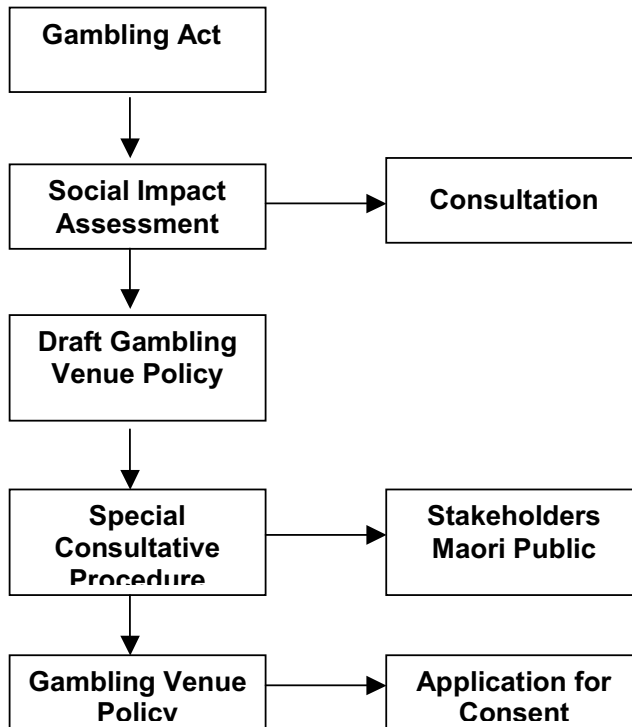 Gambling Act
Social Impact
Assessment
Consultation
Draft Gambling
Venue Policy
Special
Consultative
Procedure
Stakeholders
Maori Public
Gambling Venue
Policy
Application for
Consent